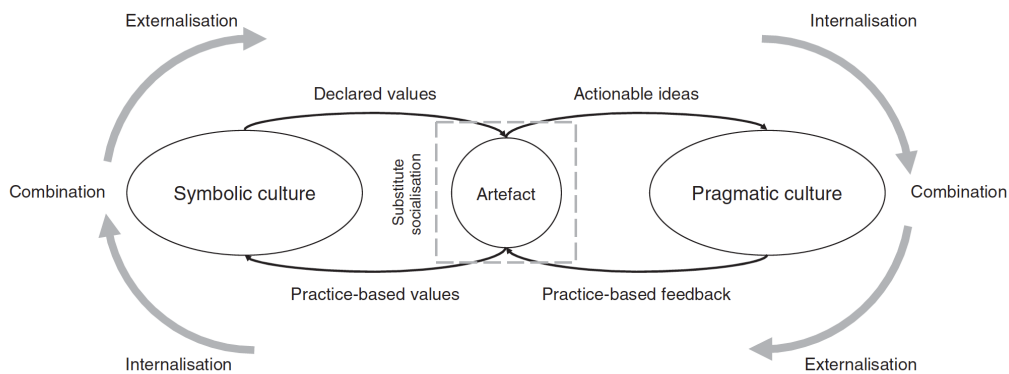 Externalisation
Internalisation
Declared values
Actionable ideas
Combination
Symbolic culture
Substitute
socialisation
Artefact
Pragmatic culture
Combination
Practice-based values
Practice-based feedback
Internalisation
Externalisation